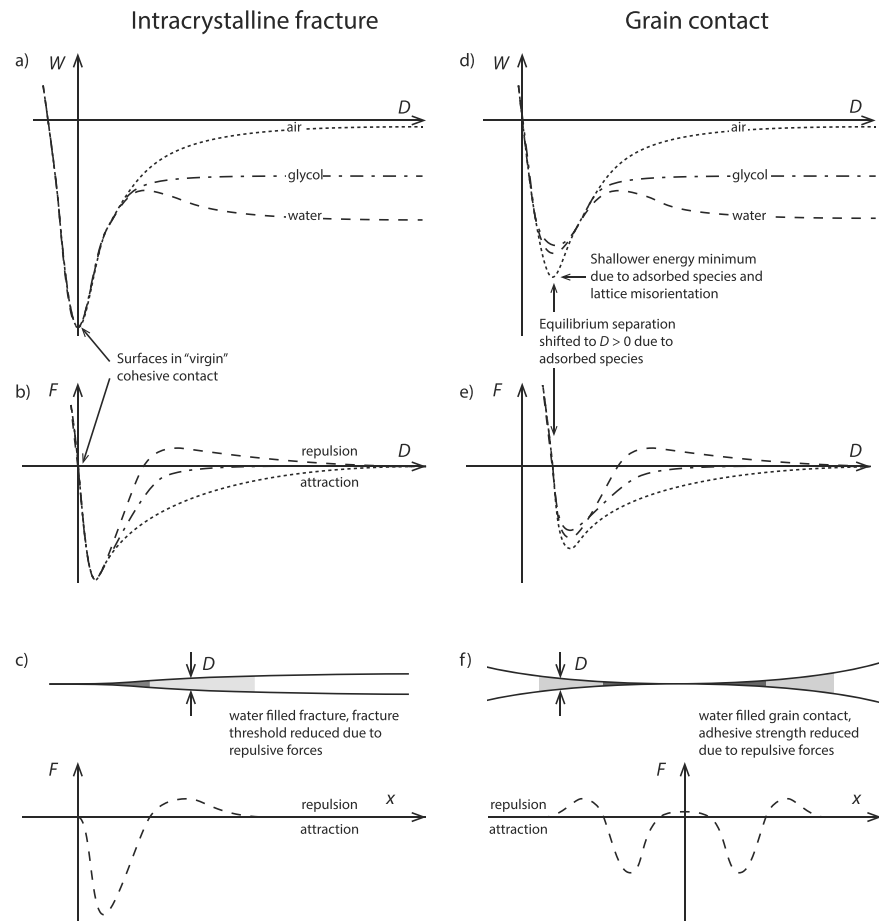 Intracrystalline fracture
Grain contact
a)
W
D
air
glycol
water
d)
W
D
air
glycol
water
Shallower energy minimum
due to adsorbed species and
lattice misorientation
Equilibrium separation
shifted to D > 0 due to
adsorbed species
Surfaces in “virgin”
cohesive contact
b)
F
D
repulsion
attraction
e)
F
D
c)
D
water filled fracture, fracture
threshold reduced due to
repulsive forces
F
x
repulsion
attraction
f)
D
water filled grain contact,
adhesive strength reduced
due to repulsive forces
F
x
repulsion
attraction